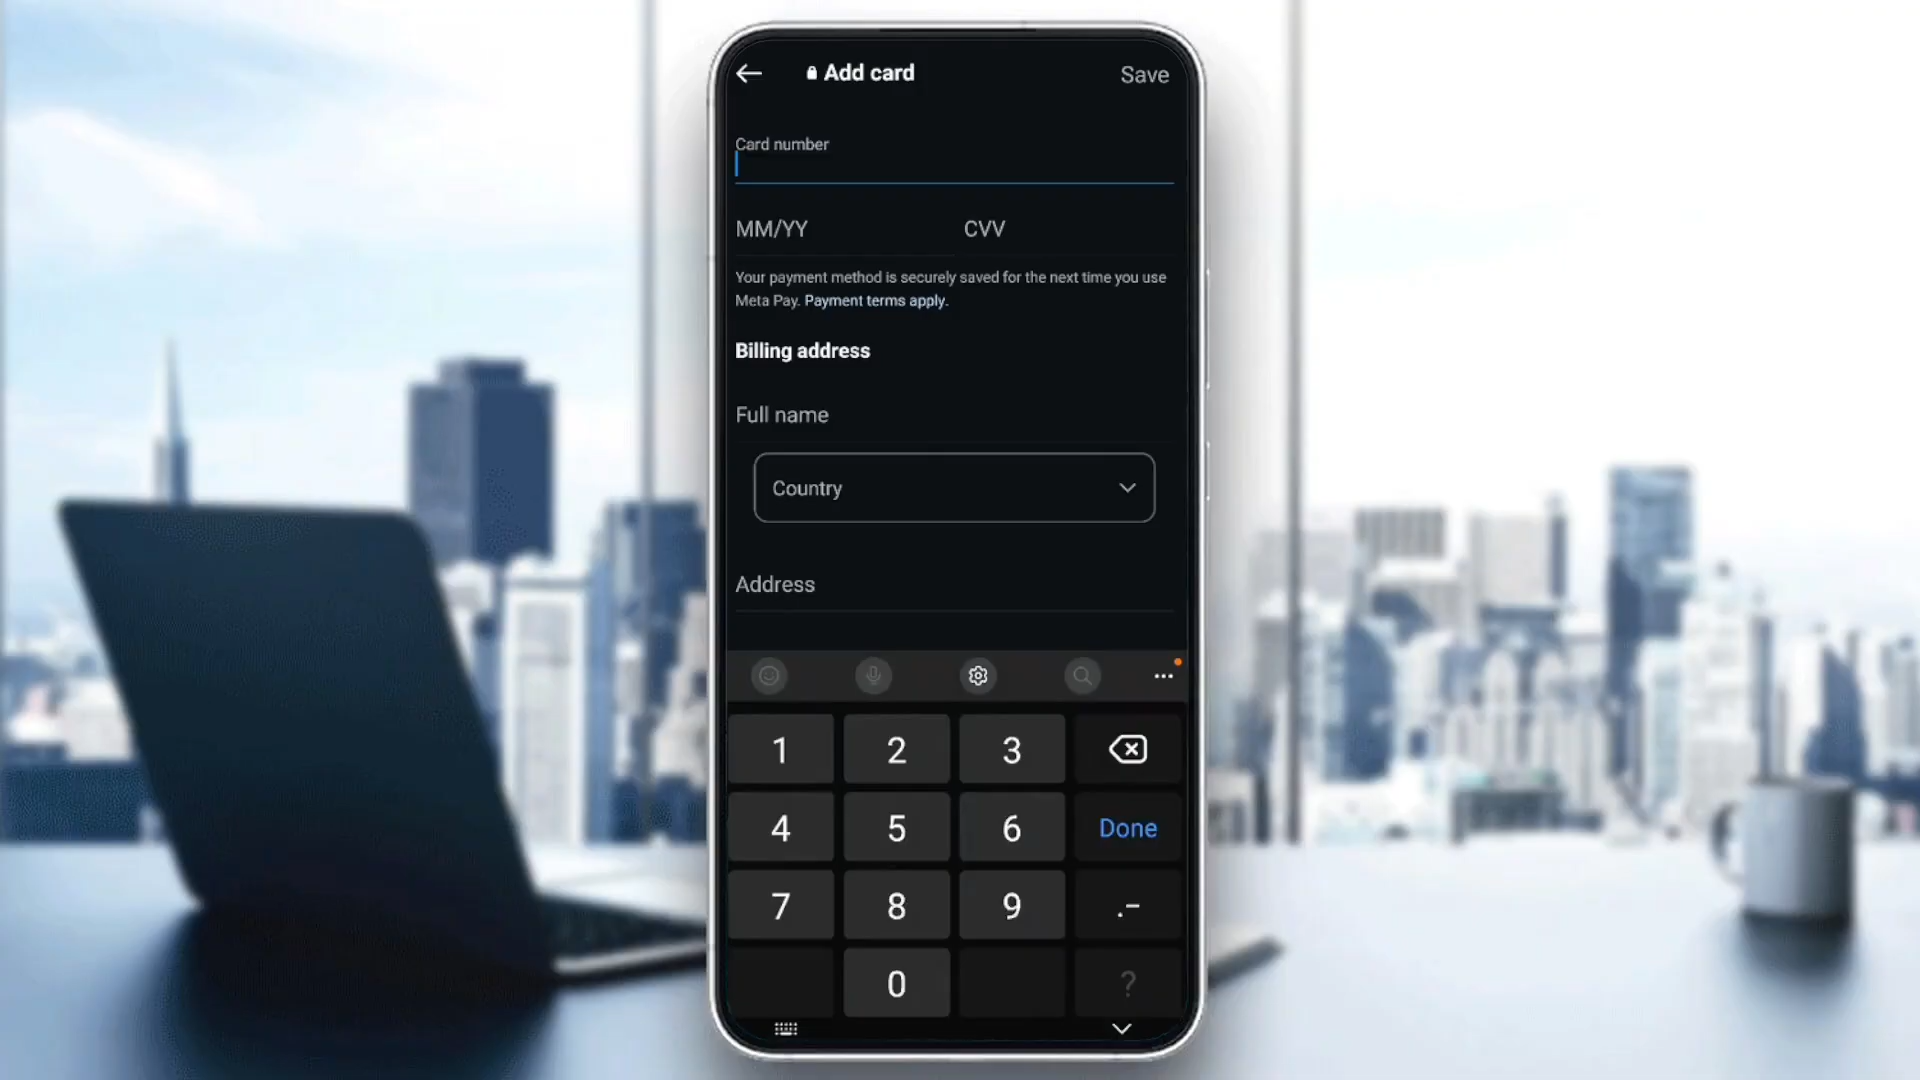 Add card
Save
Card number
MM/YY
CVV
Your payment method is securely saved for the next time you use
Meta Pay. Payment terms apply.
Billing address
Full name
Country
Address
1 2 3
4 5 6 Done
7 8 9 .-
0 ?